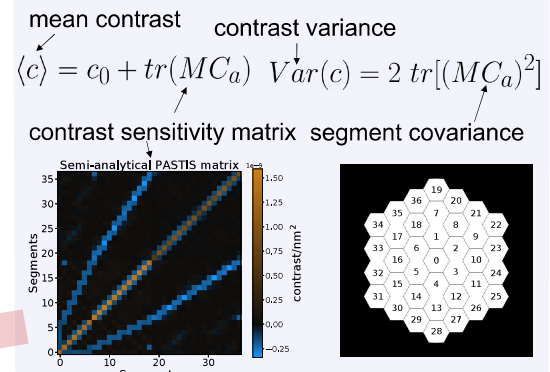 mean contrast
contrast variance
⟨c⟩ = c₀ + tr(MCₐ) Var(c) = 2 tr[(MCₐ)²]
contrast sensitivity matrix segment covariance
Semi-analytical PASTIS matrix
35
30
25
20
15
10
5
0
Segments
0 10 20 30
1.50
1.25
1.00
0.75
0.50
0.25
0.00
−0.25
contrast/nm²
19
36 20
35 7 21
34 18 8 22
17 1 9
33 6 2 23
16 0 10
32 5 3 24
15 4 11
31 14 12 25
30 13 26
29 27
28